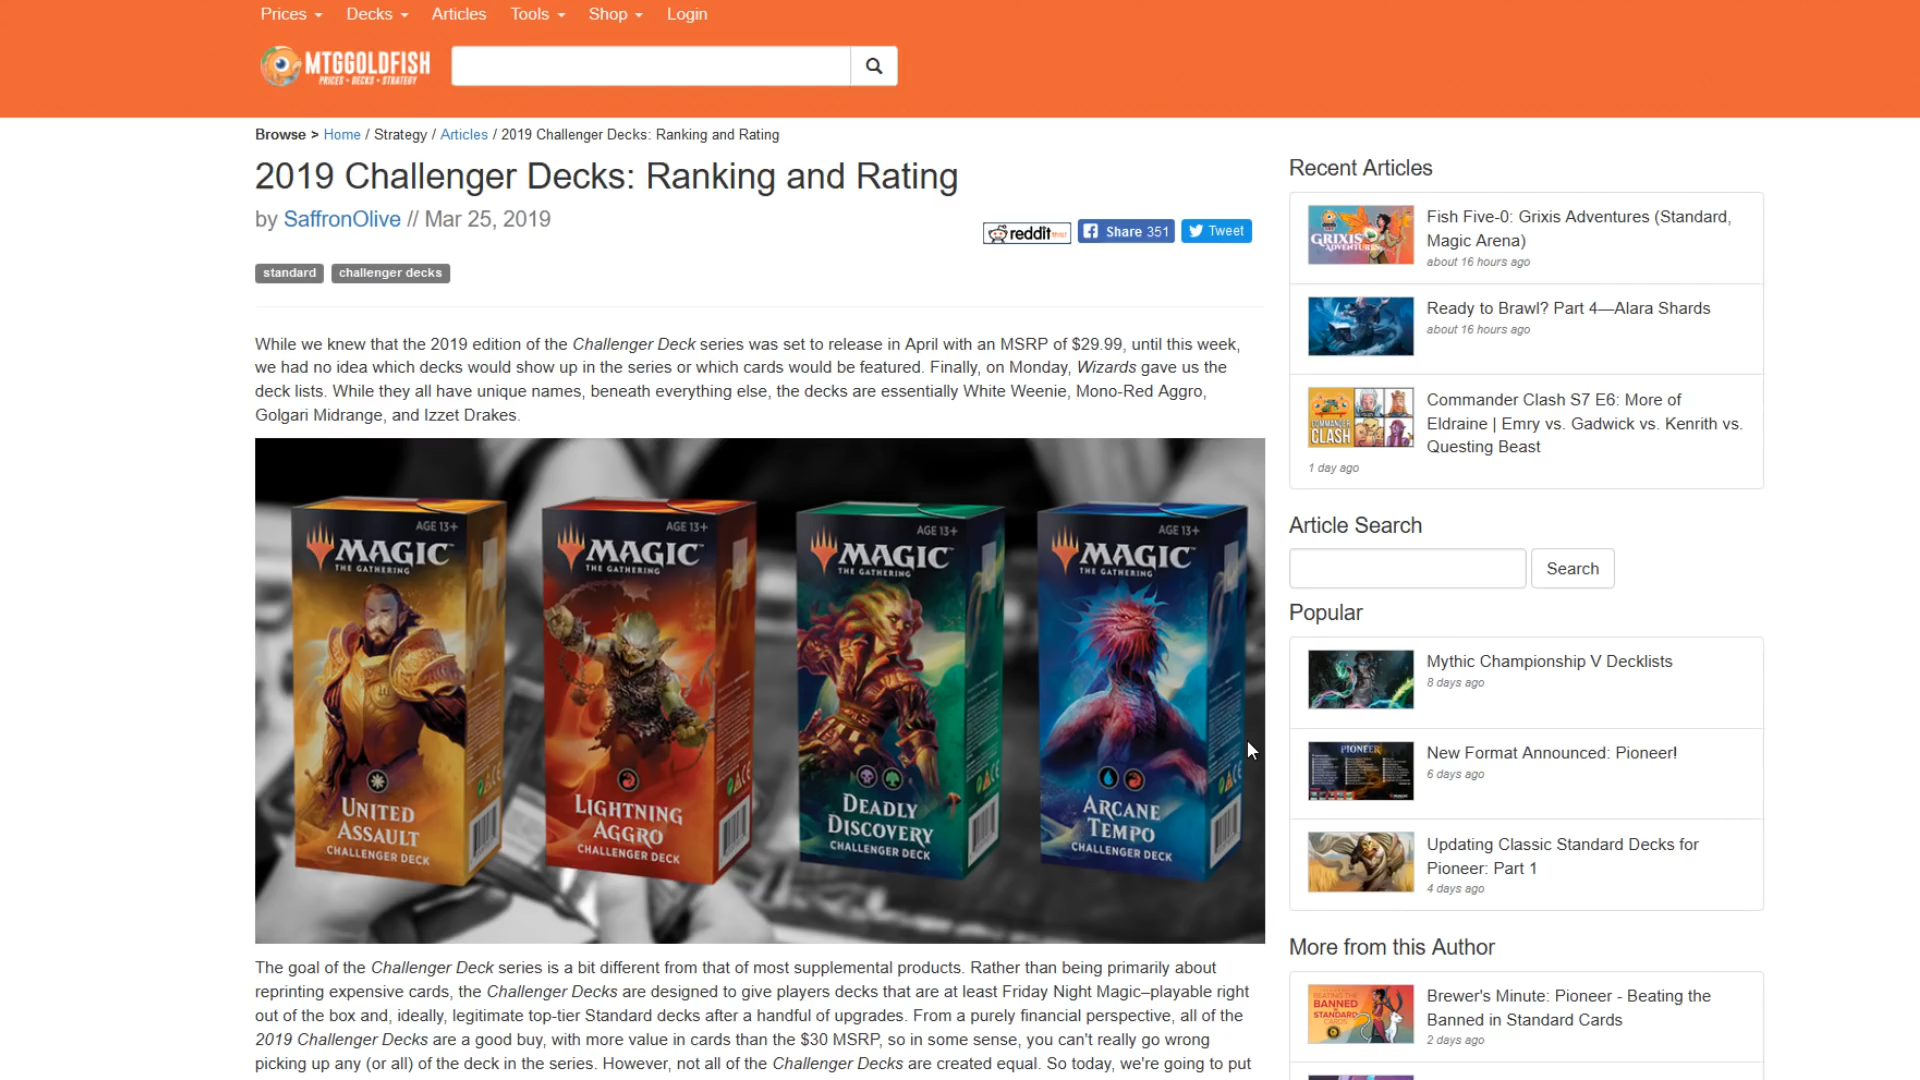 Prices Decks Articles Tools Shop Login
MTGGOLDFISH
PRICES • DECKS • STRATEGY
Browse > Home / Strategy / Articles / 2019 Challenger Decks: Ranking and Rating
2019 Challenger Decks: Ranking and Rating
by SaffronOlive // Mar 25, 2019
reddit Share 351 Tweet
standard challenger decks
While we knew that the 2019 edition of the Challenger Deck series was set to release in April with an MSRP of $29.99, until this week,
we had no idea which decks would show up in the series or which cards would be featured. Finally, on Monday, Wizards gave us the
deck lists. While they all have unique names, beneath everything else, the decks are essentially White Weenie, Mono-Red Aggro,
Golgari Midrange, and Izzet Drakes.
AGE 13+
MAGIC
THE GATHERING
UNITED
ASSAULT
CHALLENGER DECK
AGE 13+
MAGIC
THE GATHERING
LIGHTNING
AGGRO
CHALLENGER DECK
AGE 13+
MAGIC
THE GATHERING
DEADLY
DISCOVERY
CHALLENGER DECK
AGE 13+
MAGIC
THE GATHERING
ARCANE
TEMPO
CHALLENGER DECK
The goal of the Challenger Deck series is a bit different from that of most supplemental products. Rather than being primarily about
reprinting expensive cards, the Challenger Decks are designed to give players decks that are at least Friday Night Magic–playable right
out of the box and, ideally, legitimate top-tier Standard decks after a handful of upgrades. From a purely financial perspective, all of the
2019 Challenger Decks are a good buy, with more value in cards than the $30 MSRP, so in some sense, you can't really go wrong
picking up any (or all) of the deck in the series. However, not all of the Challenger Decks are created equal. So today, we're going to put
Recent Articles
GRIXIS
ADVENTURES
Fish Five-0: Grixis Adventures (Standard,
Magic Arena)
about 16 hours ago
Ready to Brawl? Part 4—Alara Shards
about 16 hours ago
COMMANDER
CLASH
Commander Clash S7 E6: More of
Eldraine | Emry vs. Gadwick vs. Kenrith vs.
Questing Beast
1 day ago
Article Search
Search
Popular
Mythic Championship V Decklists
8 days ago
PIONEER
New Format Announced: Pioneer!
6 days ago
Updating Classic Standard Decks for
Pioneer: Part 1
4 days ago
More from this Author
BEATING THE
BANNED
IN STANDARD
CARDS
Brewer's Minute: Pioneer - Beating the
Banned in Standard Cards
2 days ago